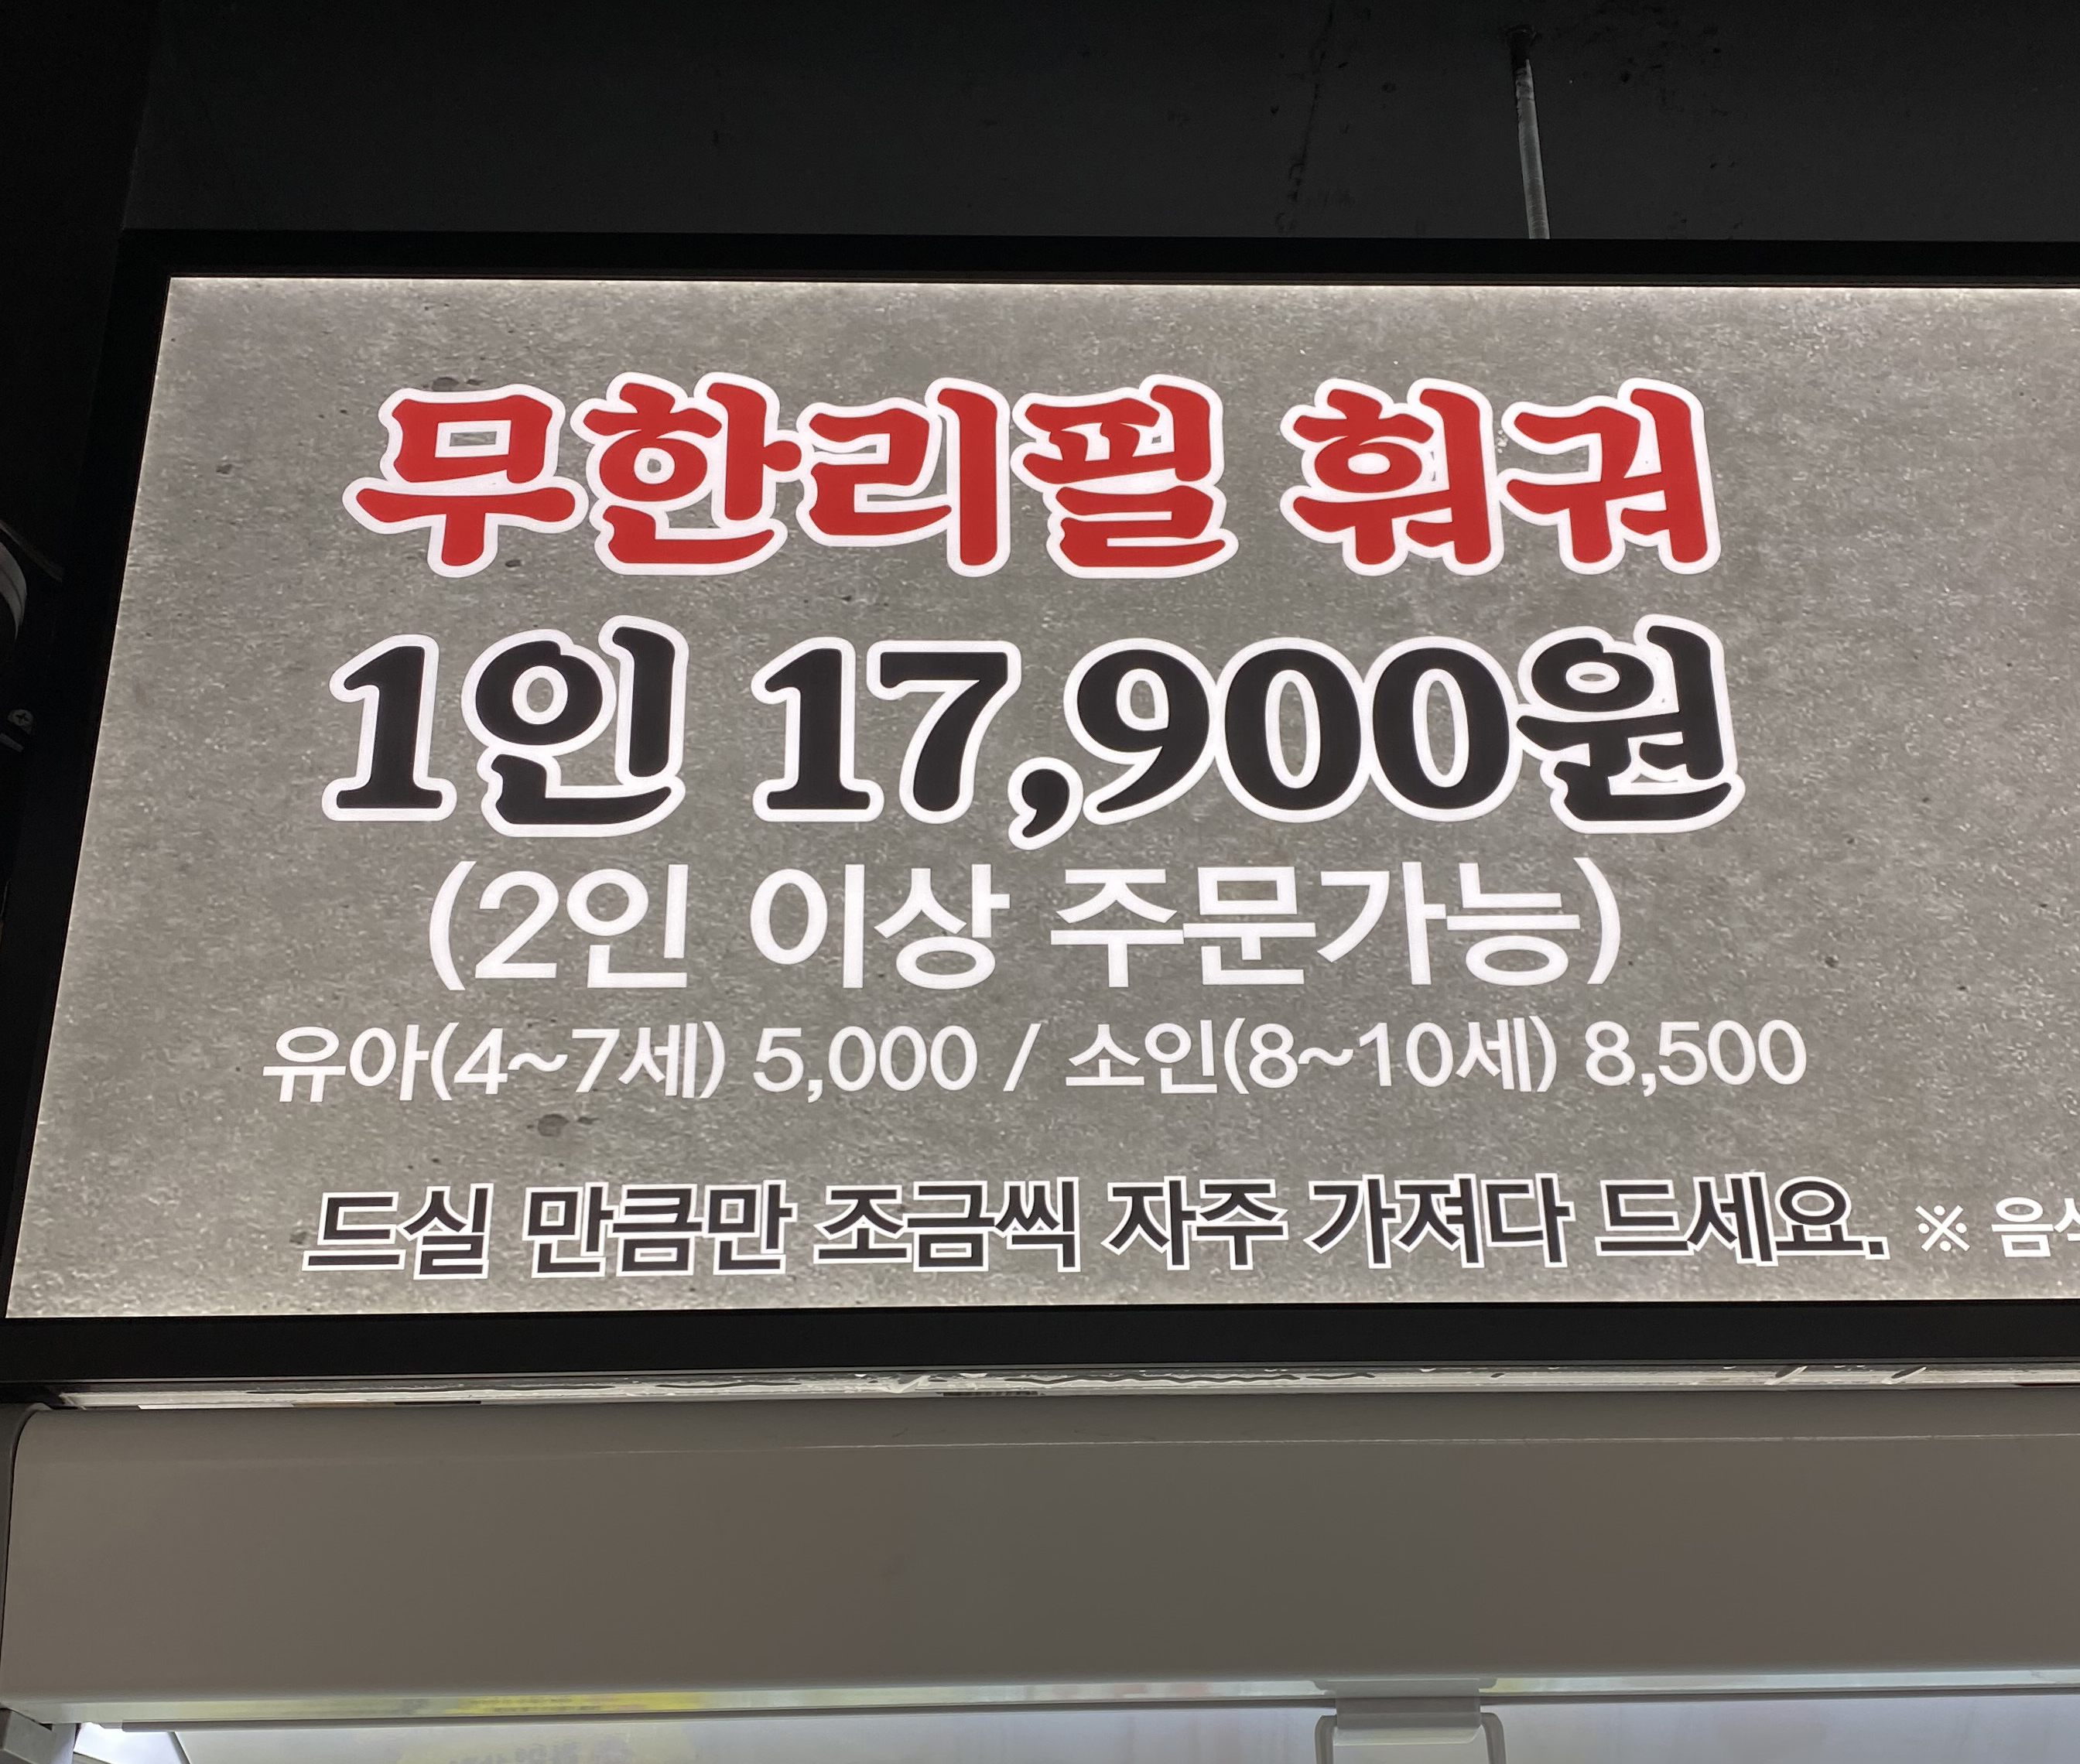 무한리필 훠궈
1인 17,900원
(2인 이상 주문가능)
유아(4~7세) 5,000 / 소인(8~10세) 8,500
드실 만큼만 조금씩 자주 가져다 드세요. ※